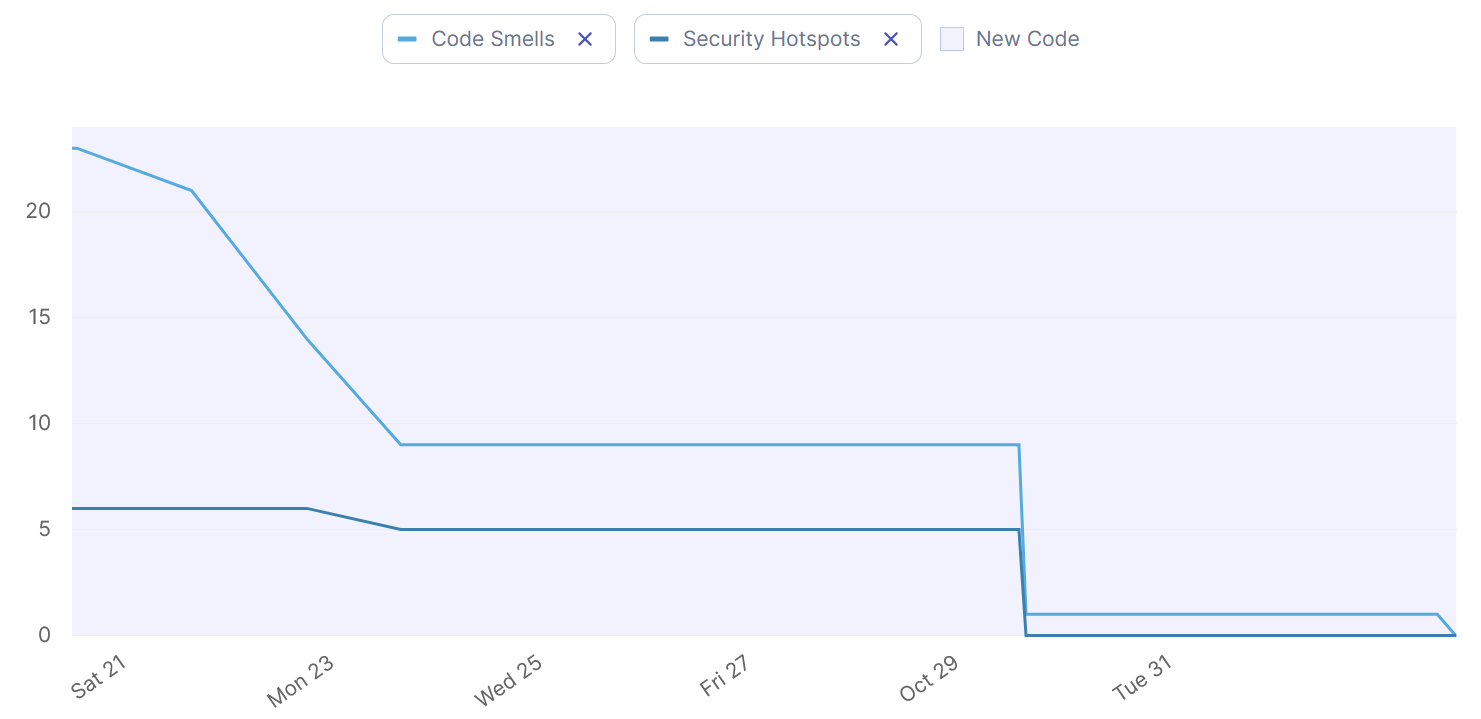 Code Smells ✕ Security Hotspots ✕ New Code
20
15
10
5
0
Sat 21 Mon 23 Wed 25 Fri 27 Oct 29 Tue 31